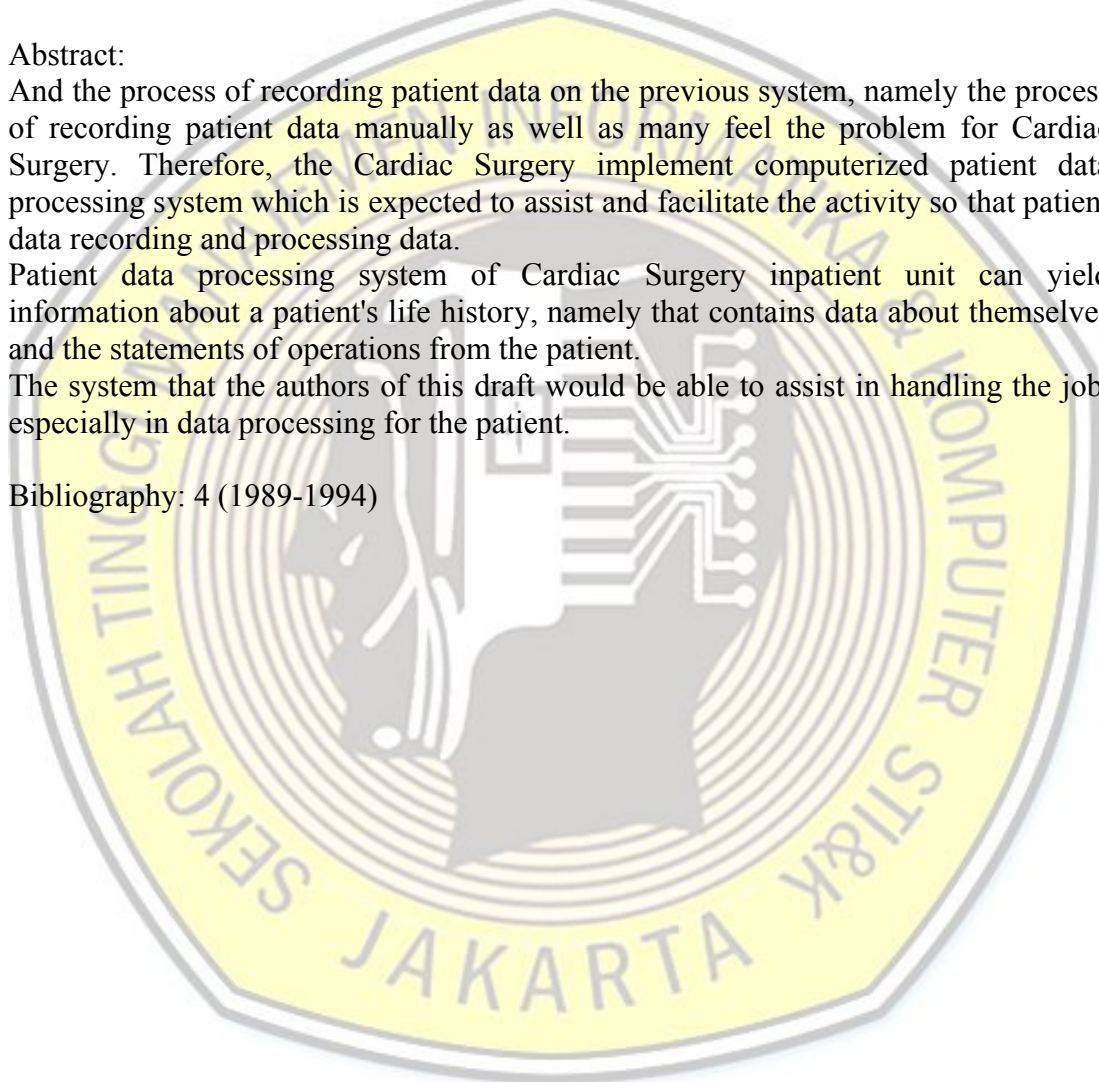 Abstract:
And the process of recording patient data on the previous system, namely the process
of recording patient data manually as well as many feel the problem for Cardiac
Surgery. Therefore, the Cardiac Surgery implement computerized patient data
processing system which is expected to assist and facilitate the activity so that patient
data recording and processing data.
Patient data processing system of Cardiac Surgery inpatient unit can yield
information about a patient's life history, namely that contains data about themselves
and the statements of operations from the patient.
The system that the authors of this draft would be able to assist in handling the job,
especially in data processing for the patient.
Bibliography: 4 (1989-1994)
SEKOLAH TINGGI MANAJEMEN INFORMATIKA & KOMPUTER STI&K
JAKARTA